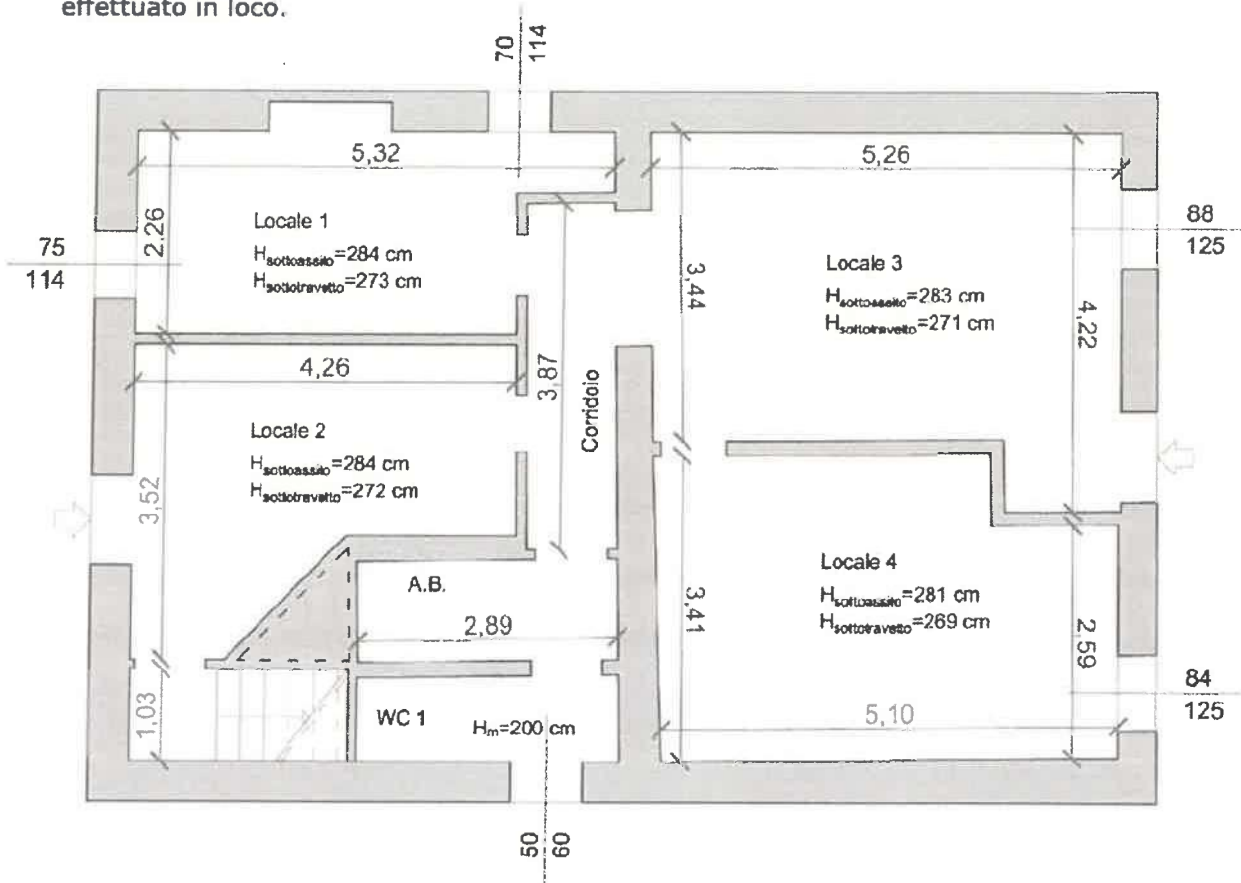 effettuato in loco.
70
114
5,32
5,26
2.26
Locale 1
Hsottoassito=284 cm
Hsottotravetto=273 cm
75
114
88
125
3,44
Locale 3
Hsottoassito=283 cm
Hsottotravetto=271 cm
4,22
4,26
3,87
Corridoio
Locale 2
Hsottoassito=284 cm
Hsottotravetto=272 cm
3,52
A.B.
2,89
3,41
Locale 4
Hsottoassito=281 cm
Hsottotravetto=269 cm
2,59
84
125
1,03
WC 1
Hm=200 cm
5,10
50
60